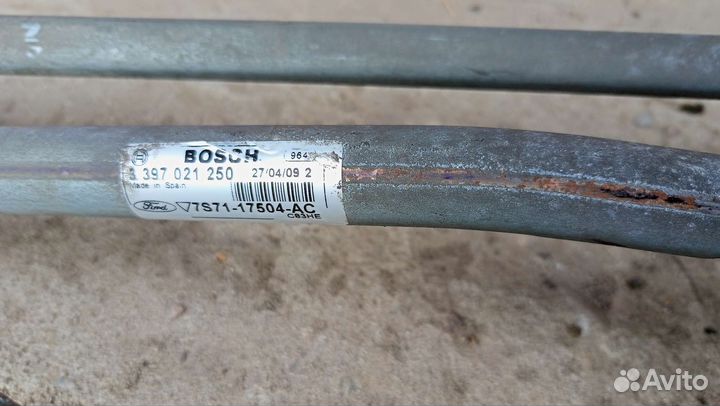 BOSCH 964
3 397 021 250 27/04/09 2
Made in Spain
Ford 7S71-17504-AC
C83HE
Avito